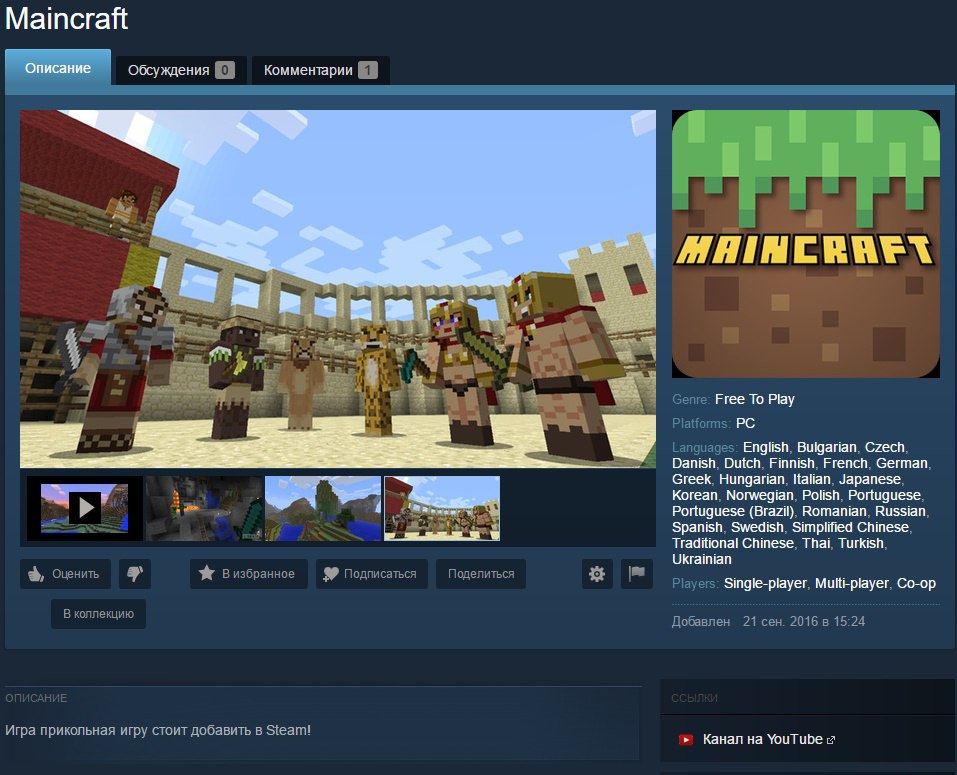 Maincraft
Описание
Обсуждения 0
Комментарии 1
MAINCRAFT
Genre: Free To Play
Platforms: PC
Languages: English, Bulgarian, Czech,
Danish, Dutch, Finnish, French, German,
Greek, Hungarian, Italian, Japanese,
Korean, Norwegian, Polish, Portuguese,
Portuguese (Brazil), Romanian, Russian,
Spanish, Swedish, Simplified Chinese,
Traditional Chinese, Thai, Turkish,
Ukrainian
Players: Single-player, Multi-player, Co-op
Добавлен 21 сен. 2016 в 15:24
Оценить
В избранное
Подписаться
Поделиться
В коллекцию
ОПИСАНИЕ
Игра прикольная игру стоит добавить в Steam!
ССЫЛКИ
Канал на YouTube